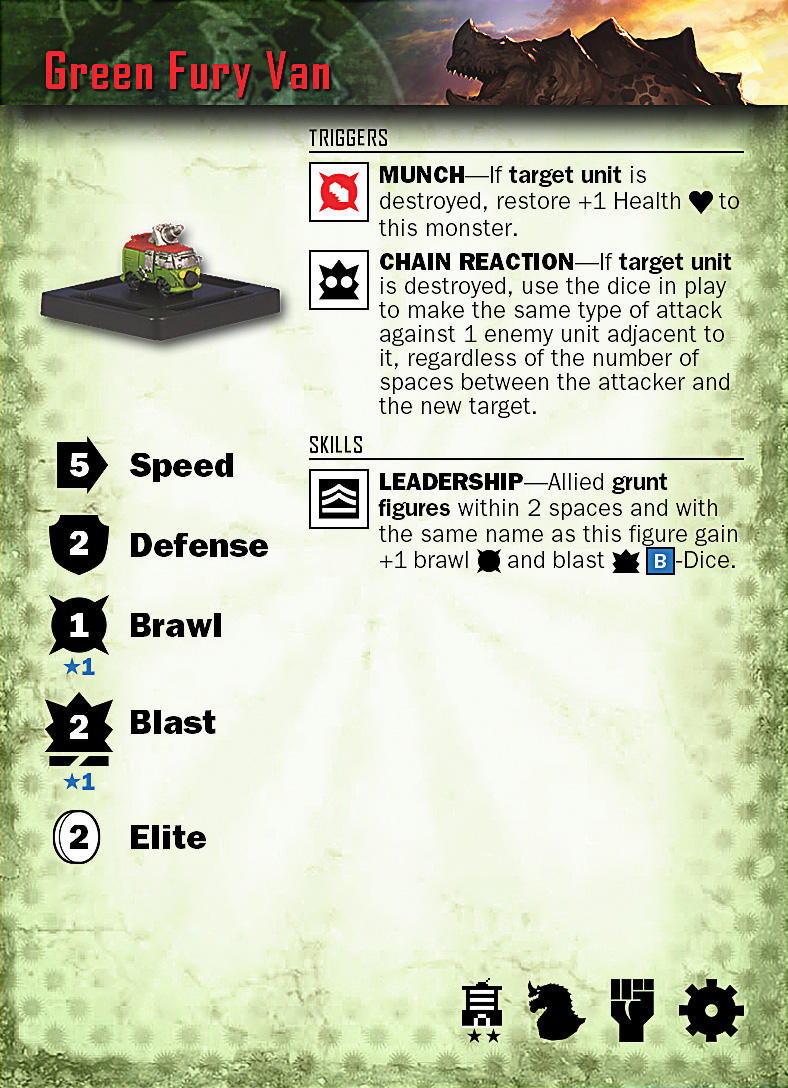 Green Fury Van
TRIGGERS
MUNCH—If target unit is
destroyed, restore +1 Health ♥ to
this monster.
CHAIN REACTION—If target unit
is destroyed, use the dice in play
to make the same type of attack
against 1 enemy unit adjacent to
it, regardless of the number of
spaces between the attacker and
the new target.
SKILLS
LEADERSHIP—Allied grunt
figures within 2 spaces and with
the same name as this figure gain
+1 brawl and blast B-Dice.
5 Speed
2 Defense
1 Brawl
★1
2 Blast
★1
2 Elite
★★